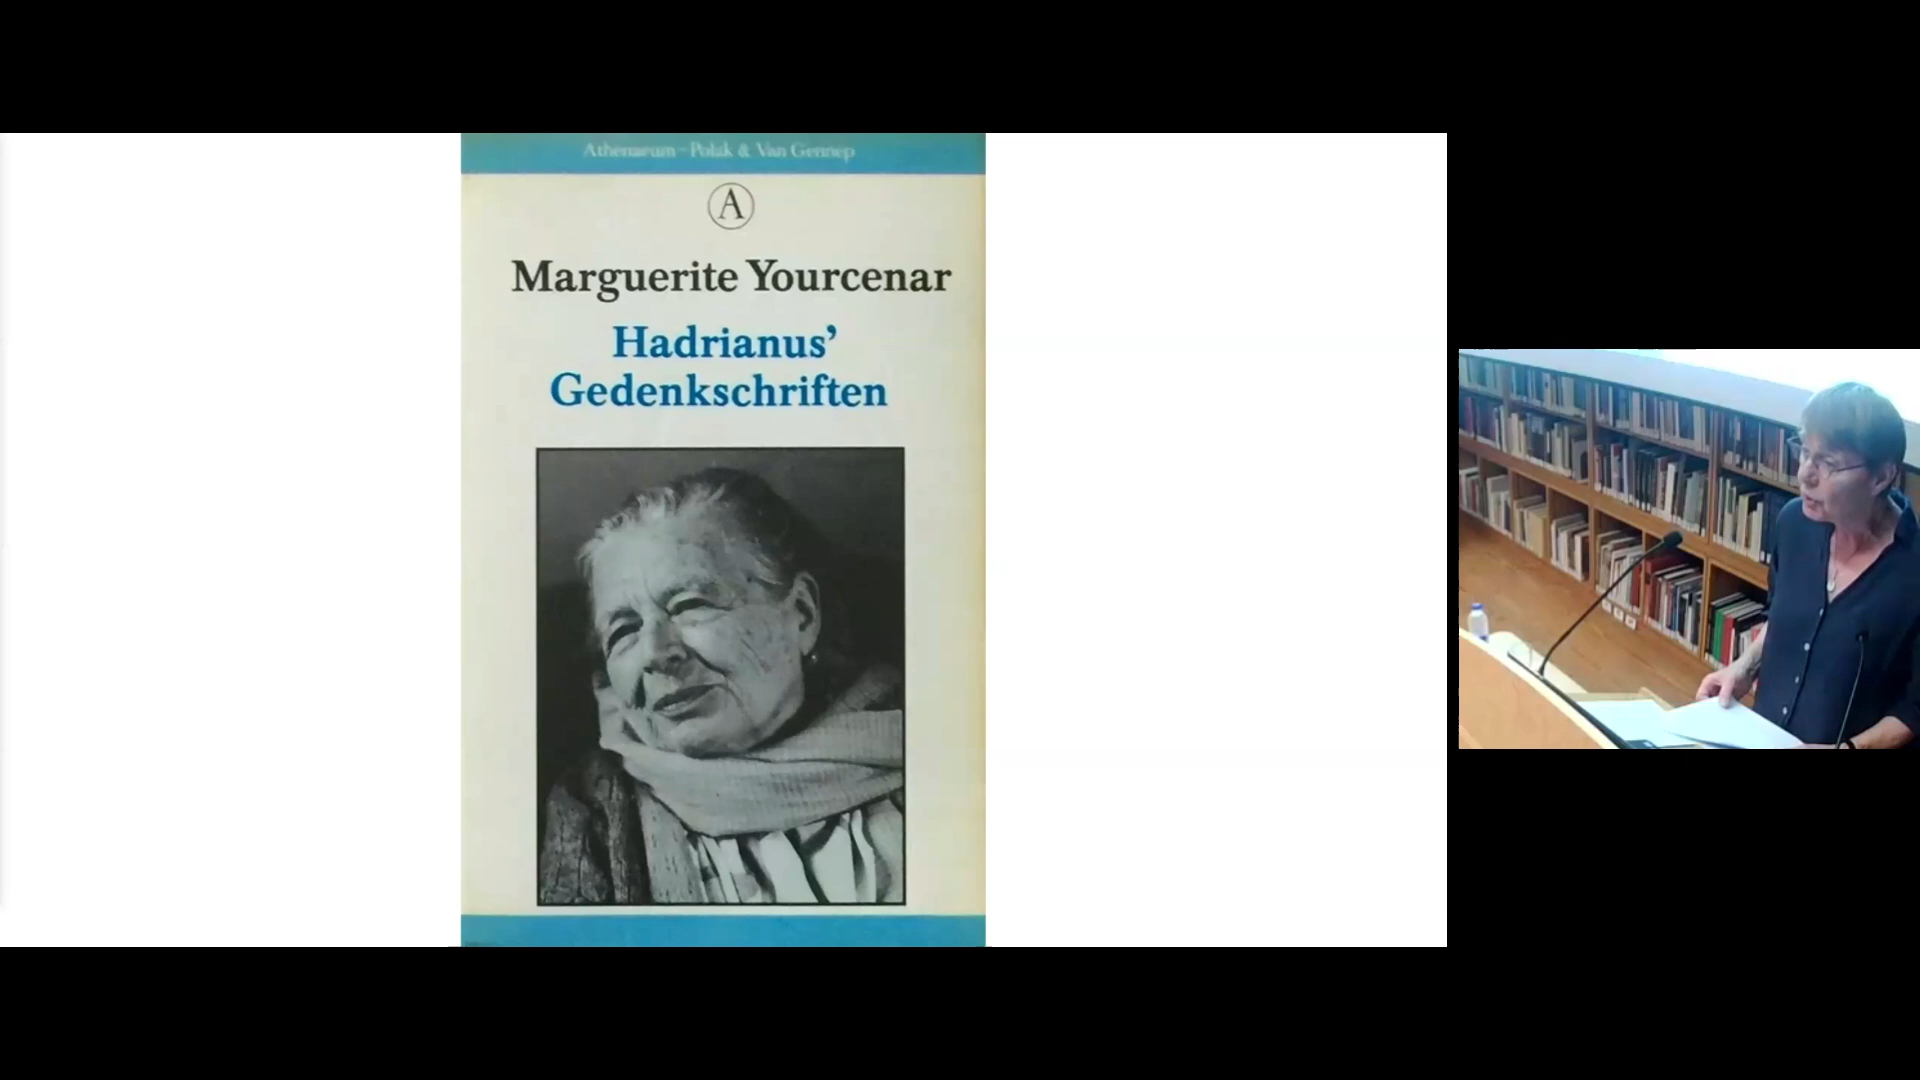 Athenaeum - Polak & Van Gennep
A
Marguerite Yourcenar
Hadrianus’
Gedenkschriften